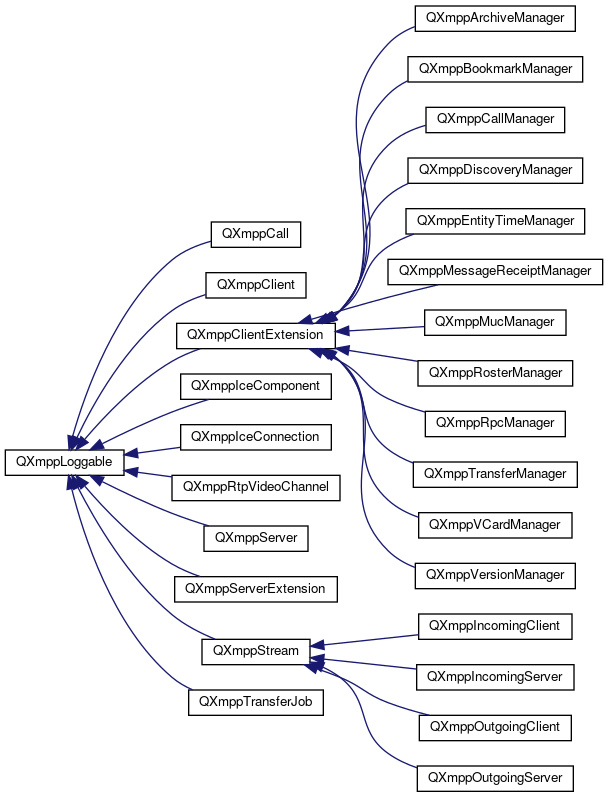 QXmppLoggable
QXmppCall
QXmppClient
QXmppClientExtension
QXmppIceComponent
QXmppIceConnection
QXmppRtpVideoChannel
QXmppServer
QXmppServerExtension
QXmppStream
QXmppTransferJob
QXmppArchiveManager
QXmppBookmarkManager
QXmppCallManager
QXmppDiscoveryManager
QXmppEntityTimeManager
QXmppMessageReceiptManager
QXmppMucManager
QXmppRosterManager
QXmppRpcManager
QXmppTransferManager
QXmppVCardManager
QXmppVersionManager
QXmppIncomingClient
QXmppIncomingServer
QXmppOutgoingClient
QXmppOutgoingServer